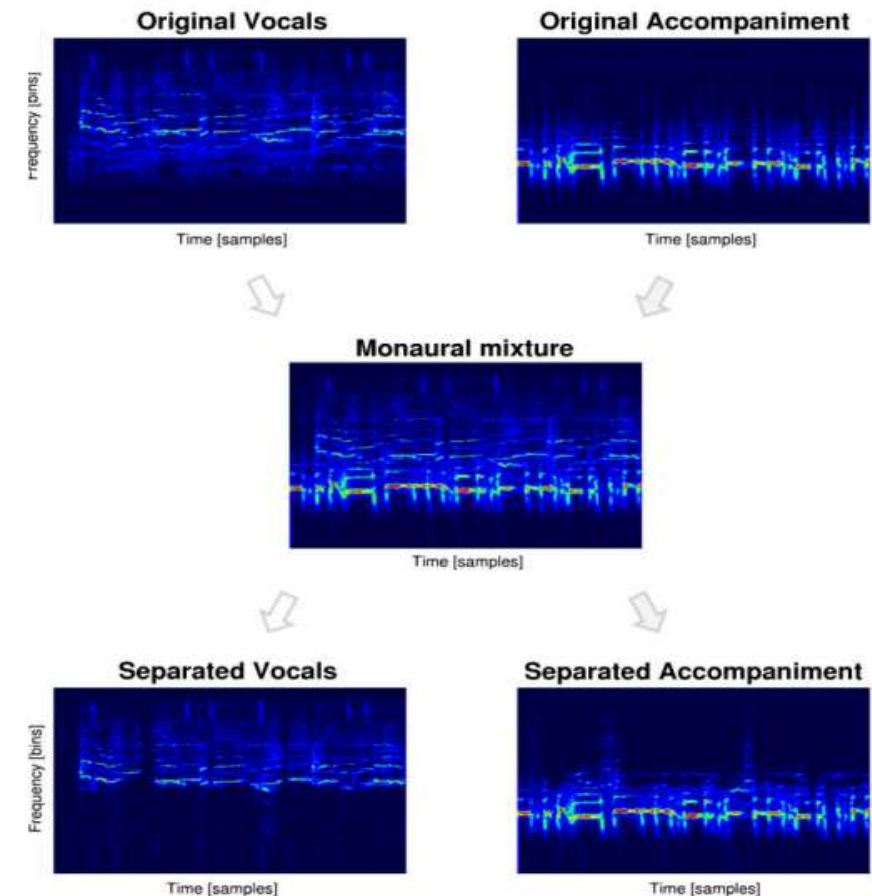 Original Vocals
Original Accompaniment
Frequency [bins]
Time [samples]
Time [samples]
Monaural mixture
Time [samples]
Separated Vocals
Separated Accompaniment
Frequency [bins]
Time [samples]
Time [samples]